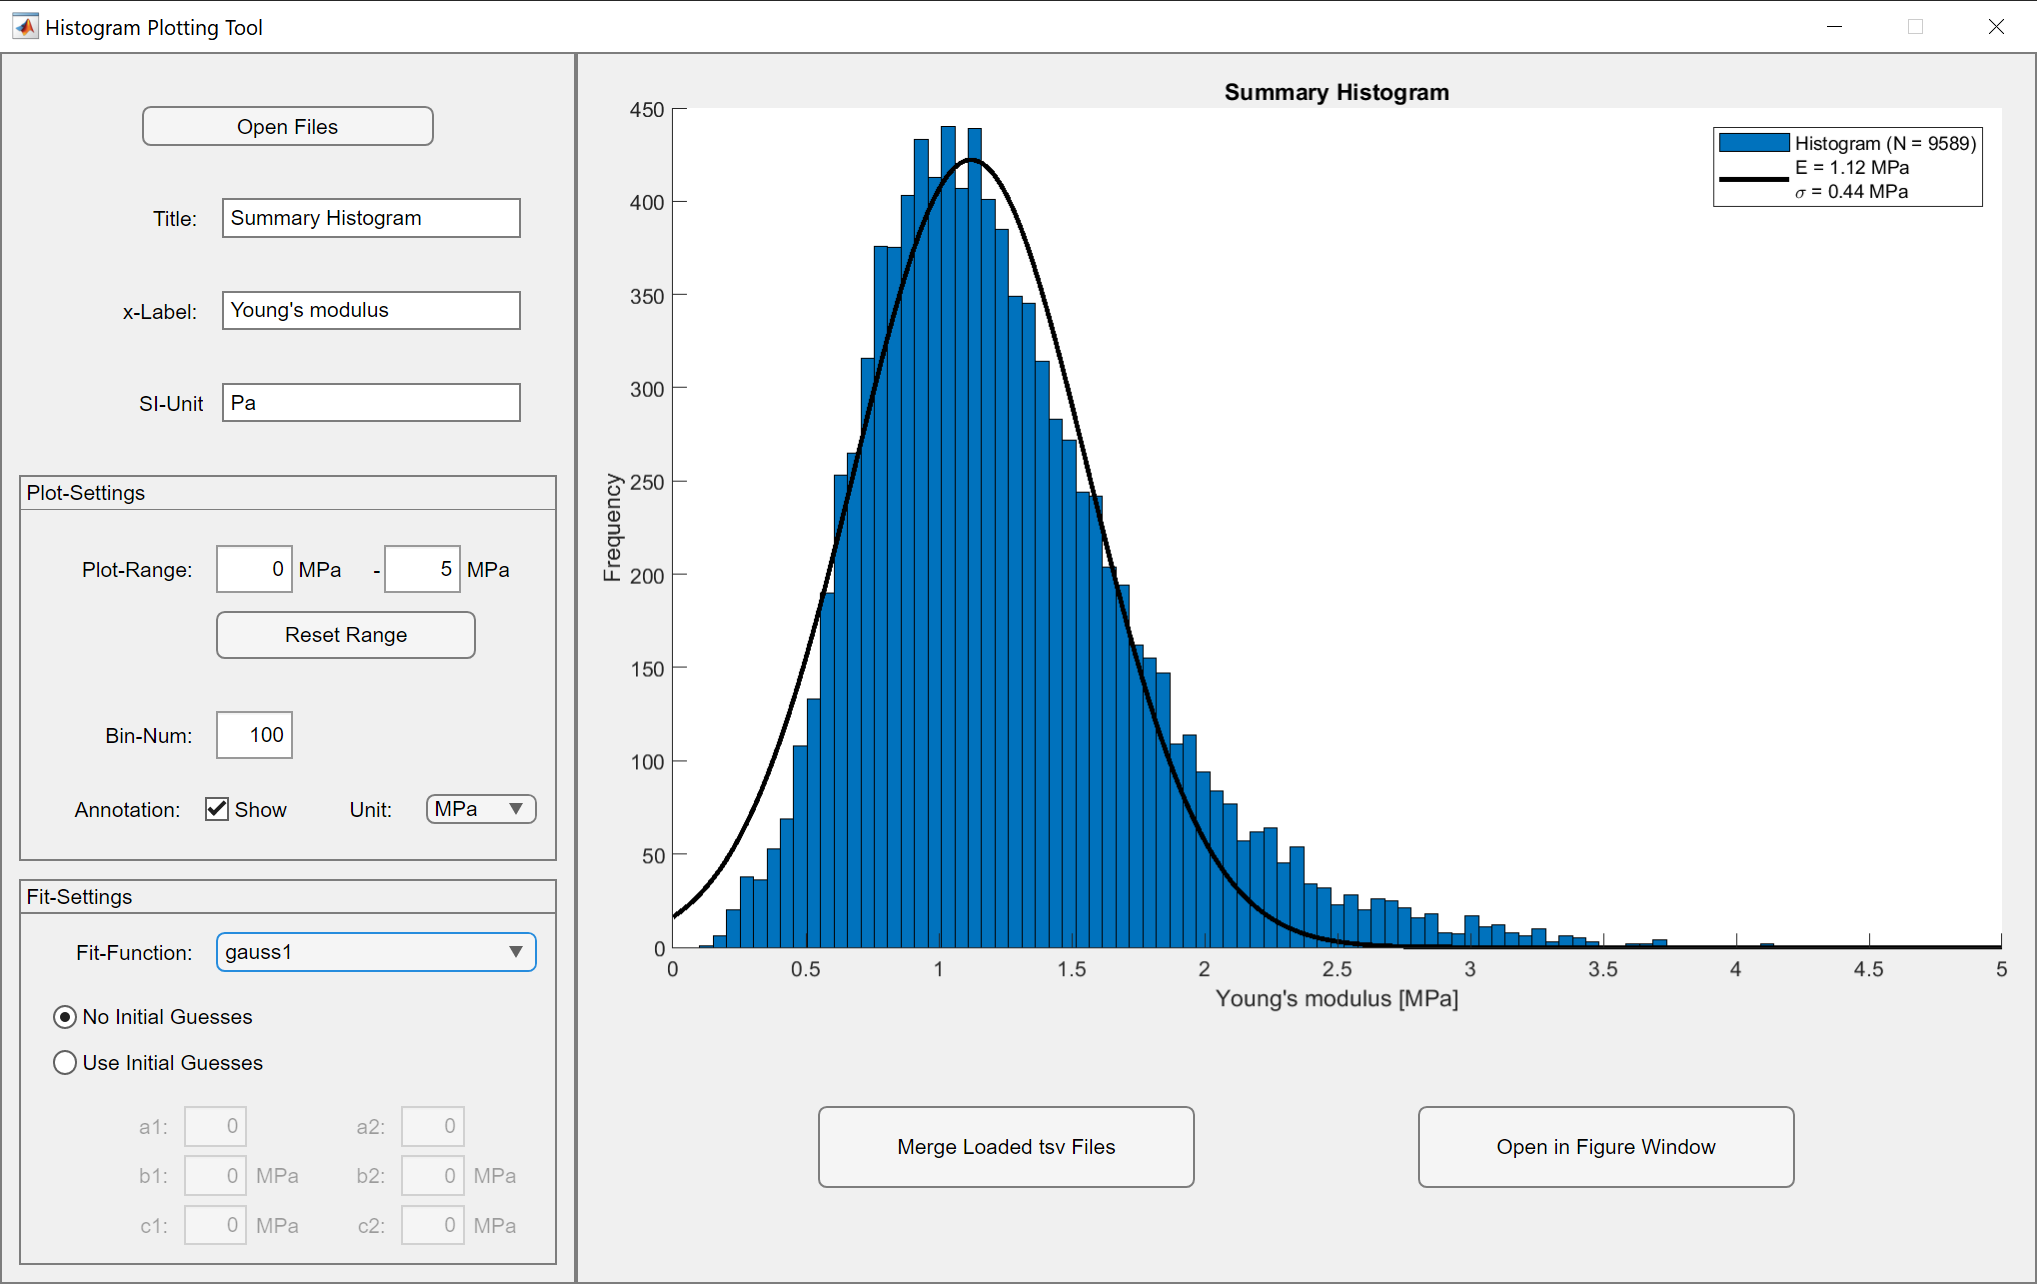 Histogram Plotting Tool
Open Files
Title: Summary Histogram
x-Label: Young's modulus
SI-Unit Pa
Plot-Settings
Plot-Range: 0 MPa - 5 MPa
Reset Range
Bin-Num: 100
Annotation: Show Unit: MPa
Fit-Settings
Fit-Function: gauss1
No Initial Guesses
Use Initial Guesses
a1: 0 a2: 0
b1: 0 MPa b2: 0 MPa
c1: 0 MPa c2: 0 MPa
Summary Histogram
Histogram (N = 9589)
E = 1.12 MPa
σ = 0.44 MPa
Frequency
450
400
350
300
250
200
150
100
50
0
0 0.5 1 1.5 2 2.5 3 3.5 4 4.5 5
Young's modulus [MPa]
Merge Loaded tsv Files
Open in Figure Window